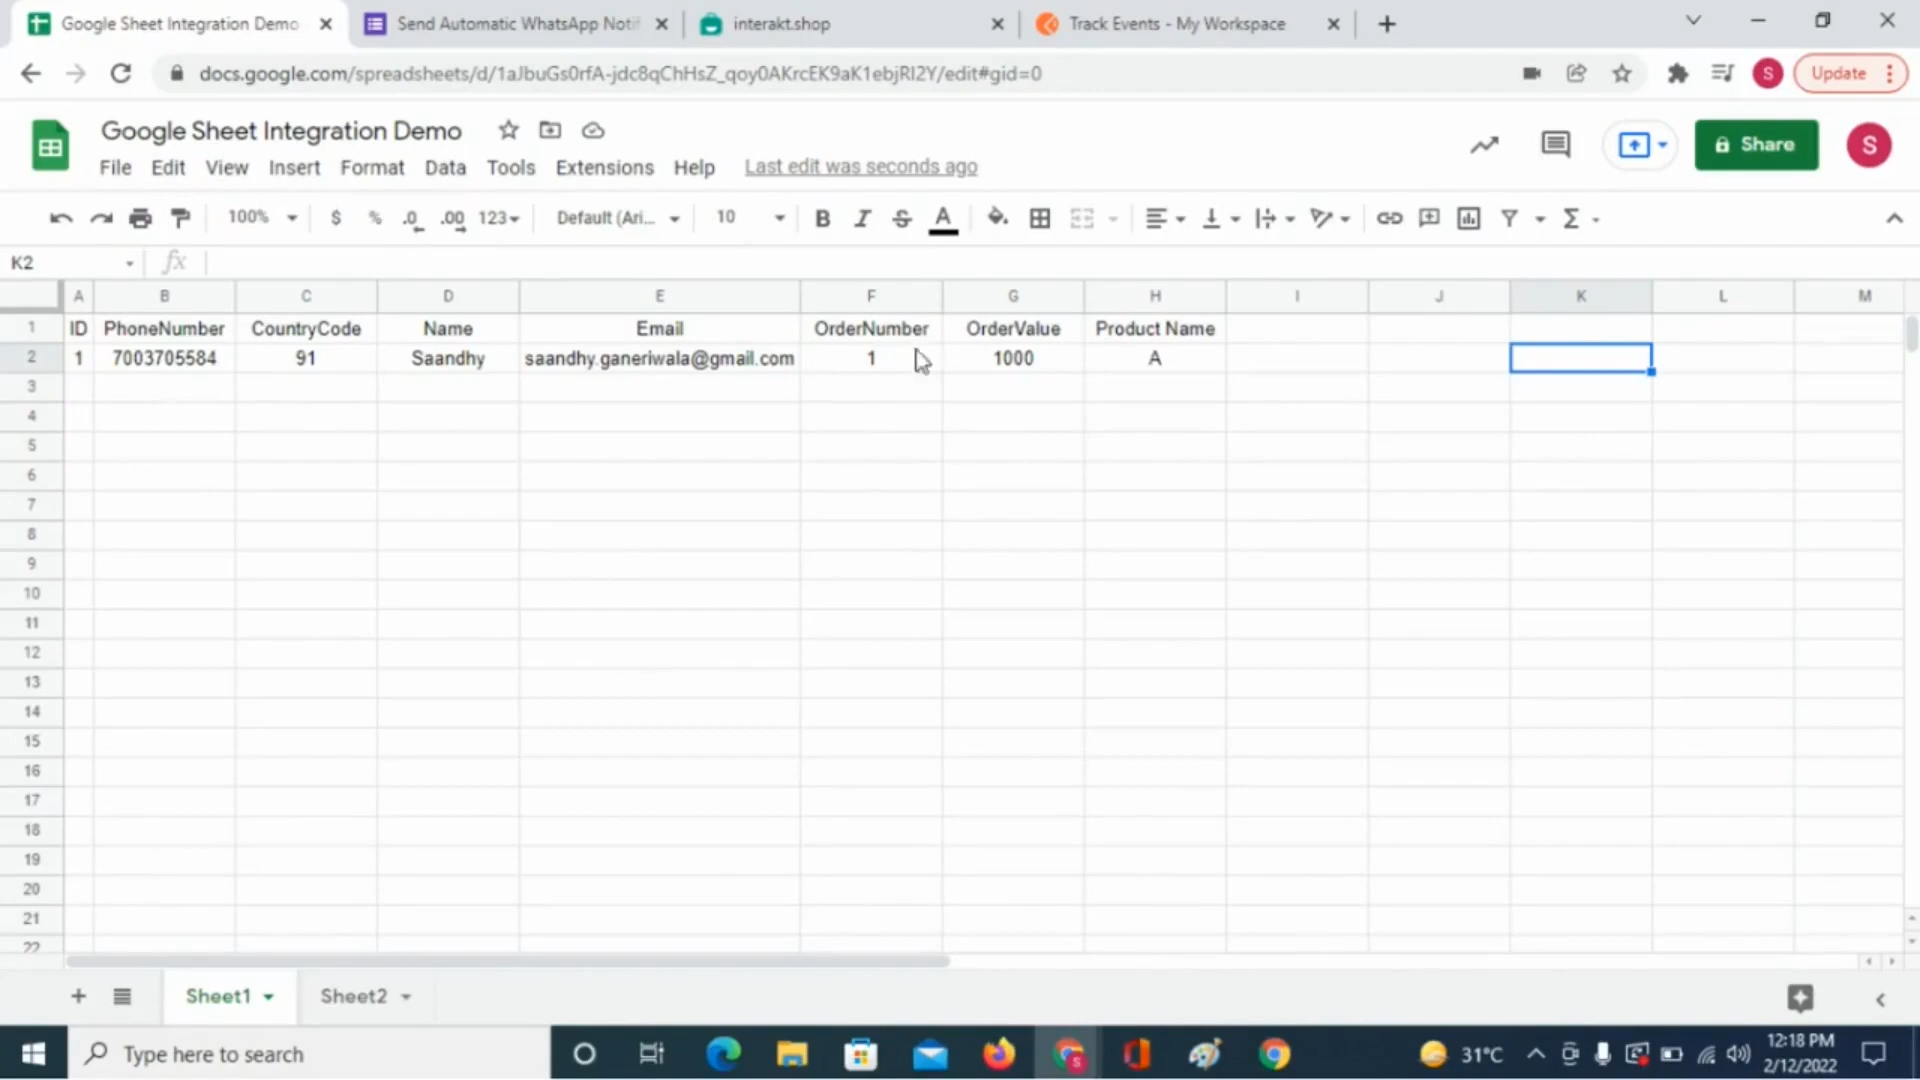 Google Sheet Integration Demo
Send Automatic WhatsApp Noti
interakt.shop
Track Events - My Workspace
docs.google.com/spreadsheets/d/1aJbuGs0rfA-jdc8qChHsZ_qoy0AKrcEK9aK1ebjRI2Y/edit#gid=0
S
Update
Google Sheet Integration Demo
File Edit View Insert Format Data Tools Extensions Help Last edit was seconds ago
Share
S
100% $ % .0 .00 123 Default (Ari... 10 B I S A Σ
K2 fx
A B C D E F G H I J K L M
1 ID PhoneNumber CountryCode Name Email OrderNumber OrderValue Product Name
2 1 7003705584 91 Saandhy saandhy.ganeriwala@gmail.com 1 1000 A
3
4
5
6
7
8
9
10
11
12
13
14
15
16
17
18
19
20
21
22
Sheet1 Sheet2
Type here to search
31°C
12:18 PM
2/12/2022